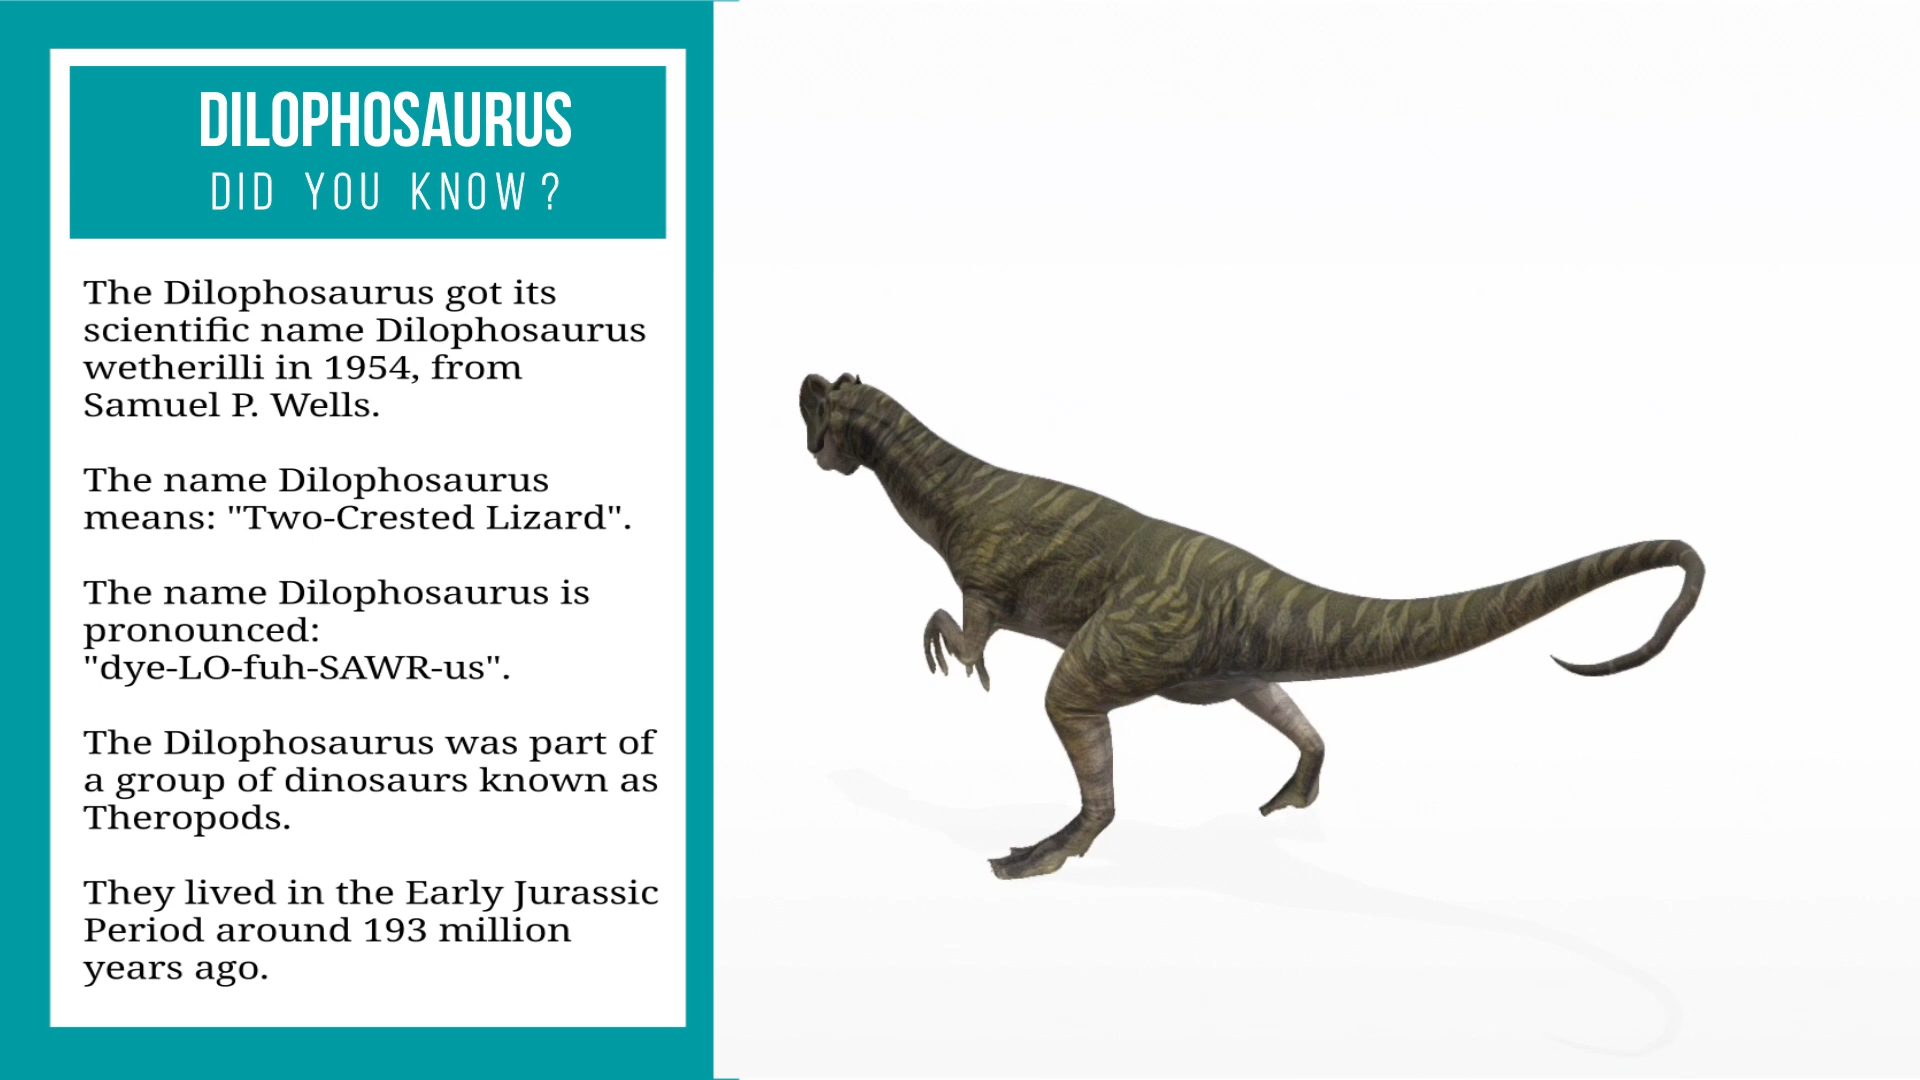 DILOPHOSAURUS
DID YOU KNOW?
The Dilophosaurus got its
scientific name Dilophosaurus
wetherilli in 1954, from
Samuel P. Wells.
The name Dilophosaurus
means: "Two-Crested Lizard".
The name Dilophosaurus is
pronounced:
"dye-LO-fuh-SAWR-us".
The Dilophosaurus was part of
a group of dinosaurs known as
Theropods.
They lived in the Early Jurassic
Period around 193 million
years ago.